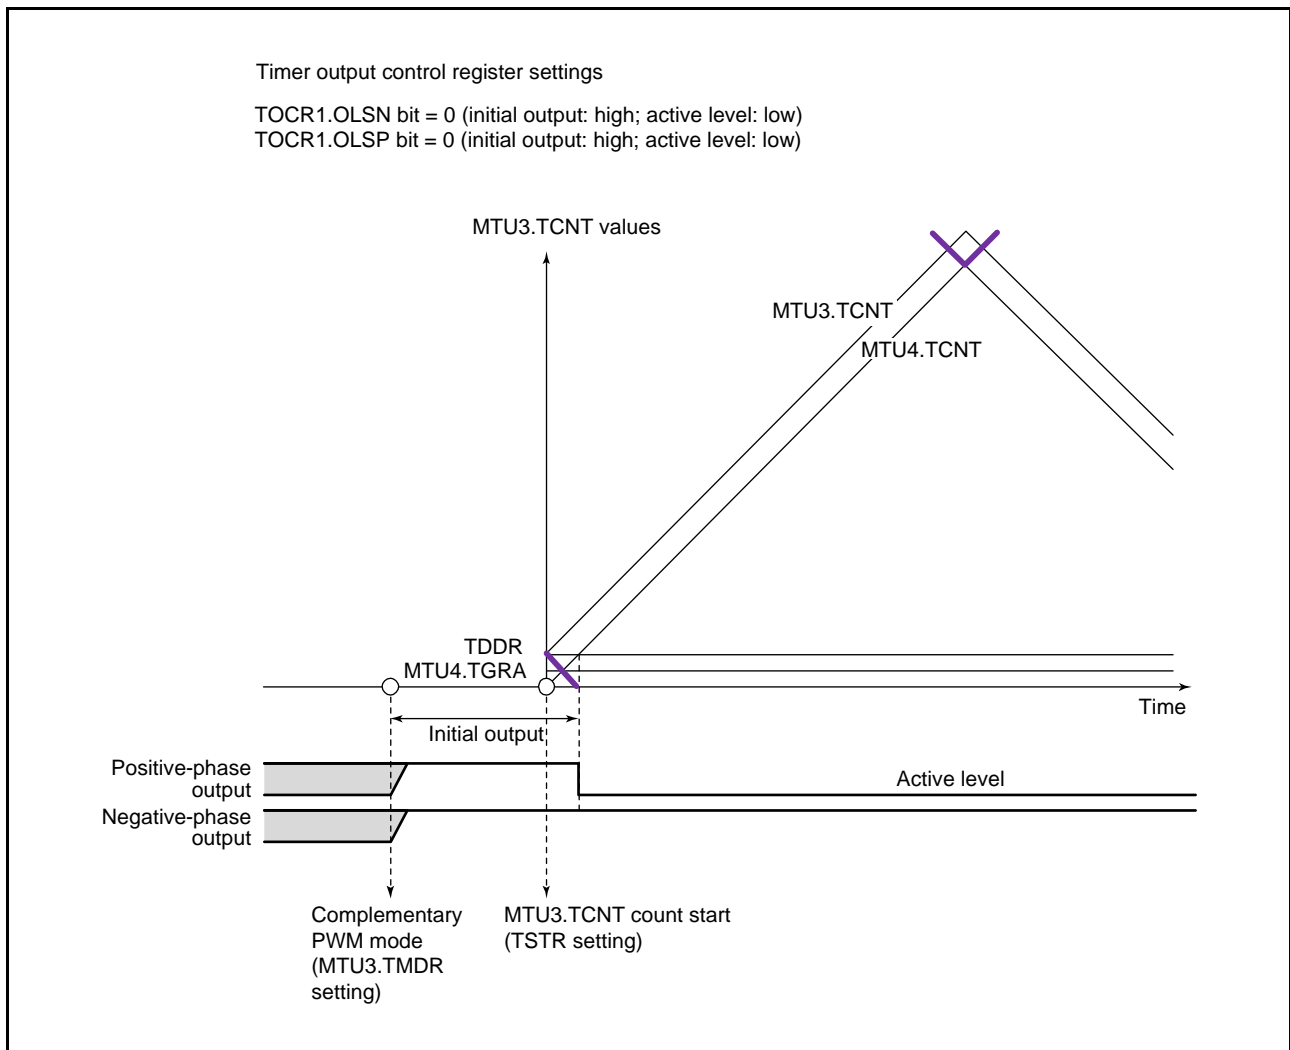 Timer output control register settings
TOCR1.OLSN bit = 0 (initial output: high; active level: low)
TOCR1.OLSP bit = 0 (initial output: high; active level: low)
MTU3.TCNT values
MTU3.TCNT
MTU4.TCNT
TDDR
MTU4.TGRA
Time
Initial output
Positive-phase
output
Active level
Negative-phase
output
Complementary
PWM mode
(MTU3.TMDR
setting)
MTU3.TCNT count start
(TSTR setting)